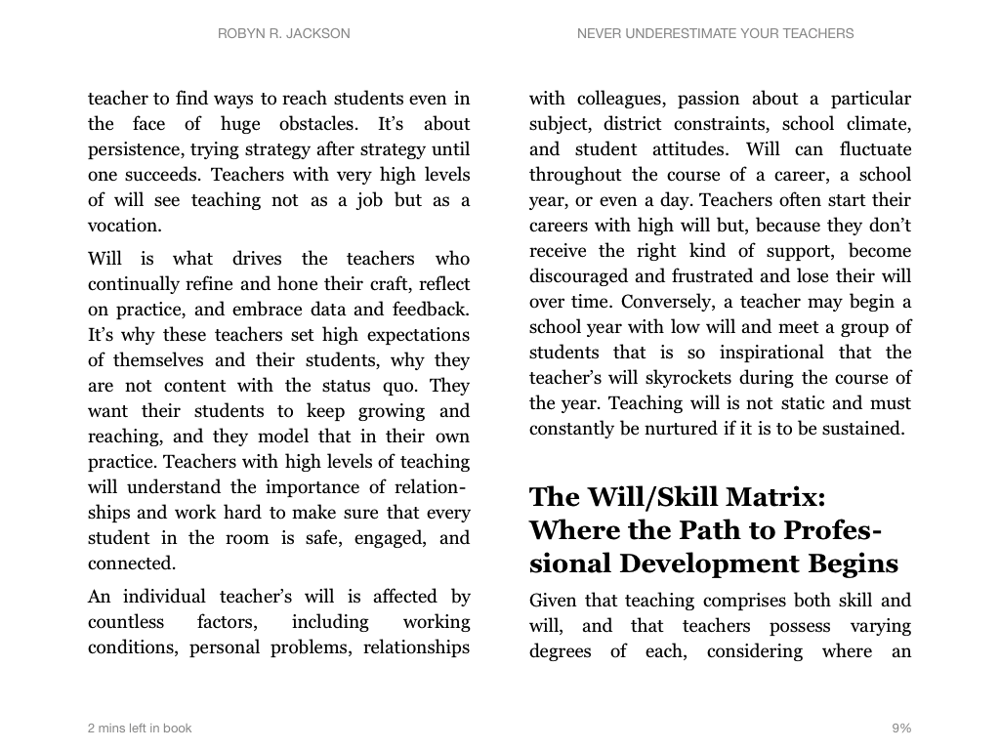 ROBYN R. JACKSON
NEVER UNDERESTIMATE YOUR TEACHERS
teacher to find ways to reach students even in
the face of huge obstacles. It’s about
persistence, trying strategy after strategy until
one succeeds. Teachers with very high levels
of will see teaching not as a job but as a
vocation.
Will is what drives the teachers who
continually refine and hone their craft, reflect
on practice, and embrace data and feedback.
It’s why these teachers set high expectations
of themselves and their students, why they
are not content with the status quo. They
want their students to keep growing and
reaching, and they model that in their own
practice. Teachers with high levels of teaching
will understand the importance of relation-
ships and work hard to make sure that every
student in the room is safe, engaged, and
connected.
An individual teacher’s will is affected by
countless factors, including working
conditions, personal problems, relationships
with colleagues, passion about a particular
subject, district constraints, school climate,
and student attitudes. Will can fluctuate
throughout the course of a career, a school
year, or even a day. Teachers often start their
careers with high will but, because they don’t
receive the right kind of support, become
discouraged and frustrated and lose their will
over time. Conversely, a teacher may begin a
school year with low will and meet a group of
students that is so inspirational that the
teacher’s will skyrockets during the course of
the year. Teaching will is not static and must
constantly be nurtured if it is to be sustained.
The Will/Skill Matrix:
Where the Path to Profes-
sional Development Begins
Given that teaching comprises both skill and
will, and that teachers possess varying
degrees of each, considering where an
2 mins left in book
9%